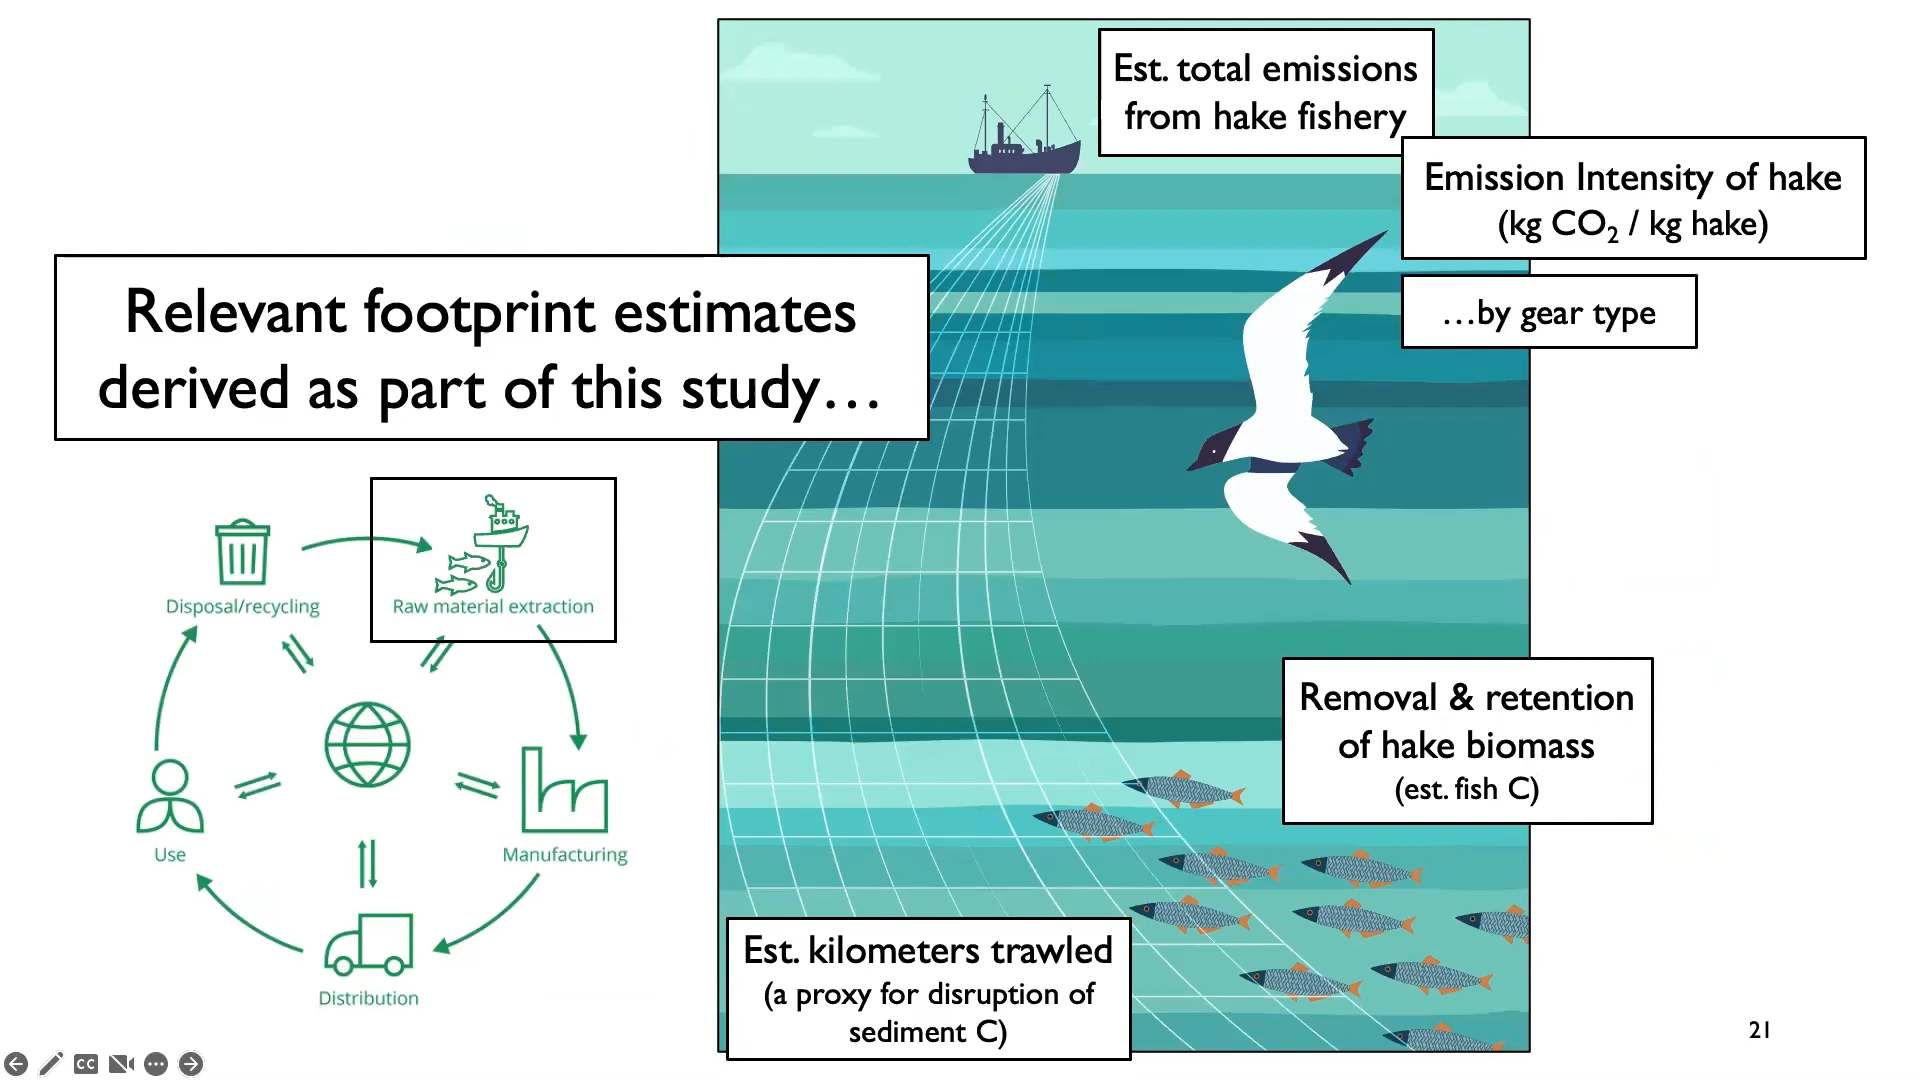 Est. total emissions
from hake fishery
Emission Intensity of hake
(kg CO₂ / kg hake)
…by gear type
Relevant footprint estimates
derived as part of this study…
Disposal/recycling
Raw material extraction
Use
Manufacturing
Distribution
Removal & retention
of hake biomass
(est. fish C)
Est. kilometers trawled
(a proxy for disruption of
sediment C)
21
CC